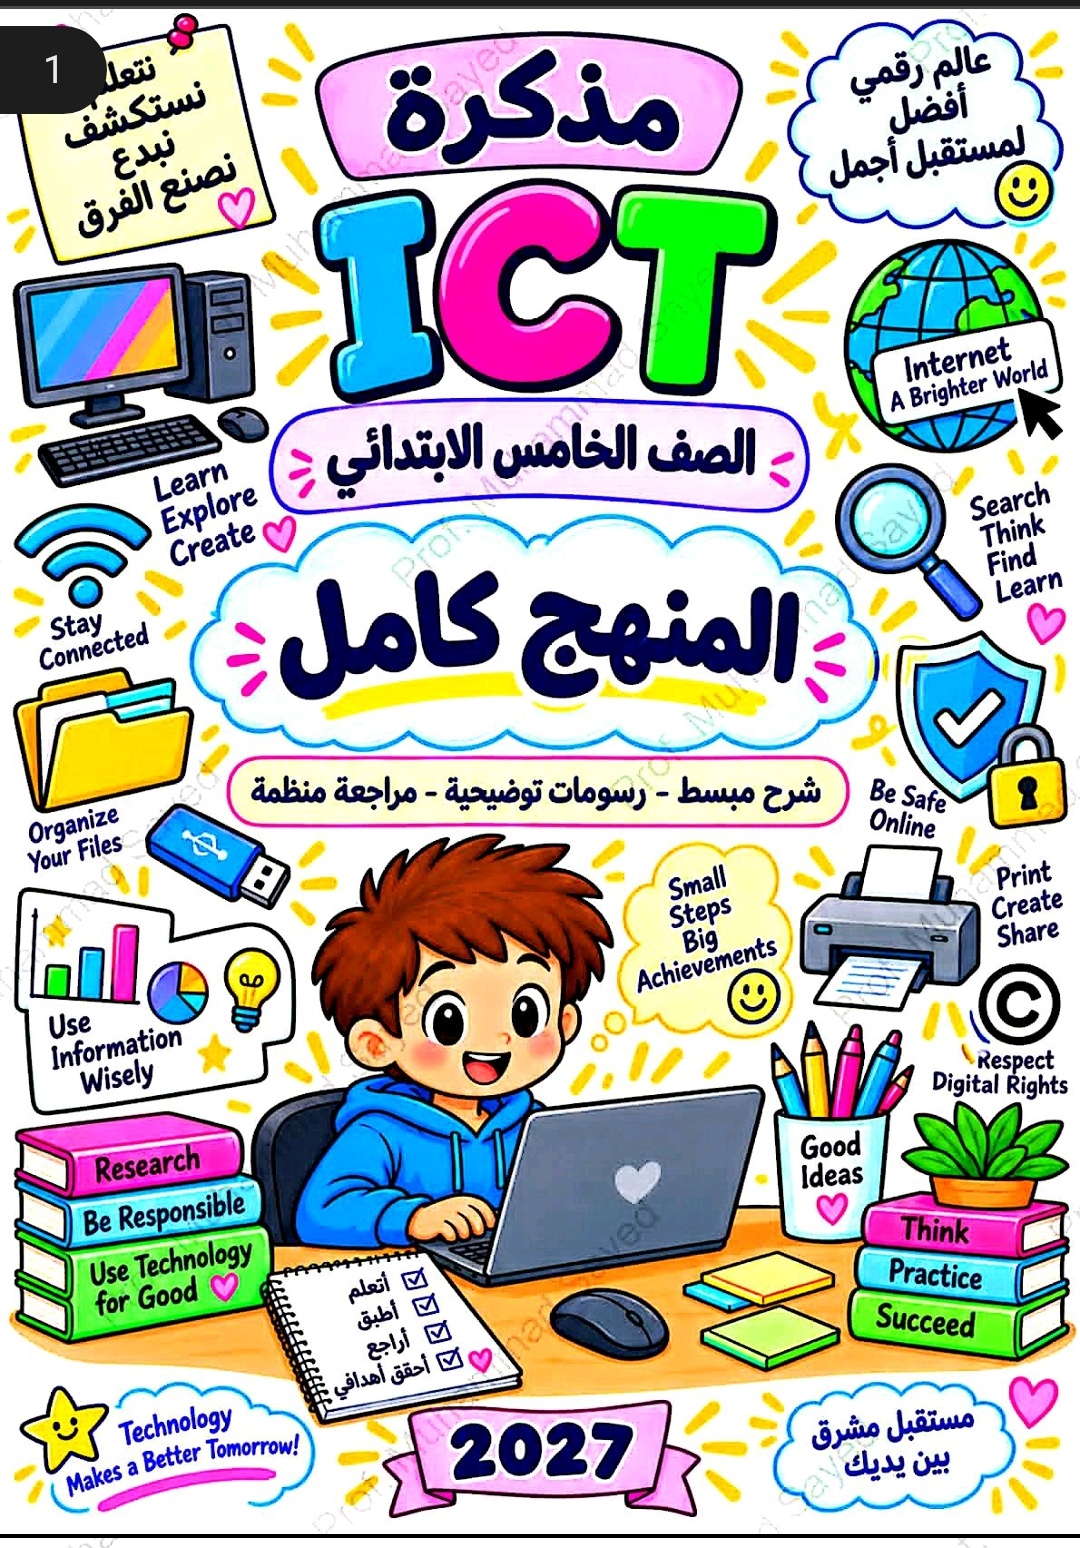 1
نتعلم
نستكشف
نبدع
نصنع الفرق
مذكرة
عالم رقمي
أفضل
لمستقبل أجمل
ICT
Internet
A Brighter World
الصف الخامس الابتدائي
Learn
Explore
Create
Search
Think
Find
Learn
Stay
Connected
المنهج كامل
شرح مبسط - رسومات توضيحية - مراجعة منظمة
Organize
Your Files
Be Safe
Online
Small
Steps
Big
Achievements
Print
Create
Share
Use
Information
Wisely
Respect
Digital Rights
Good
Ideas
Research
Be Responsible
Use Technology
for Good
Think
Practice
Succeed
أتعلم
أطبق
أراجع
أحقق أهدافي
Technology
Makes a Better Tomorrow!
2027
مستقبل مشرق
بين يديك
Prof. Muhammad Sayed